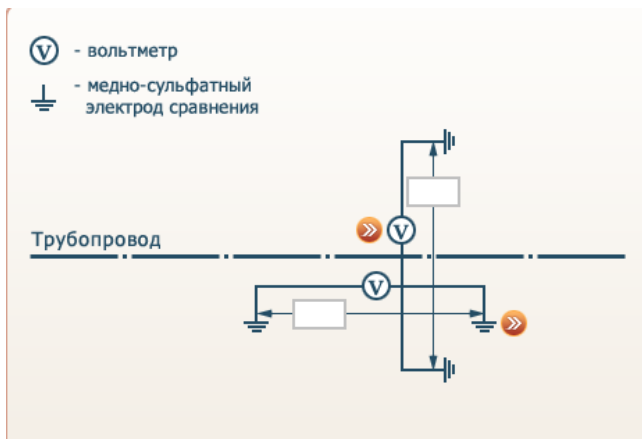 V - вольтметр
- медно-сульфатный
электрод сравнения
V
Трубопровод
V